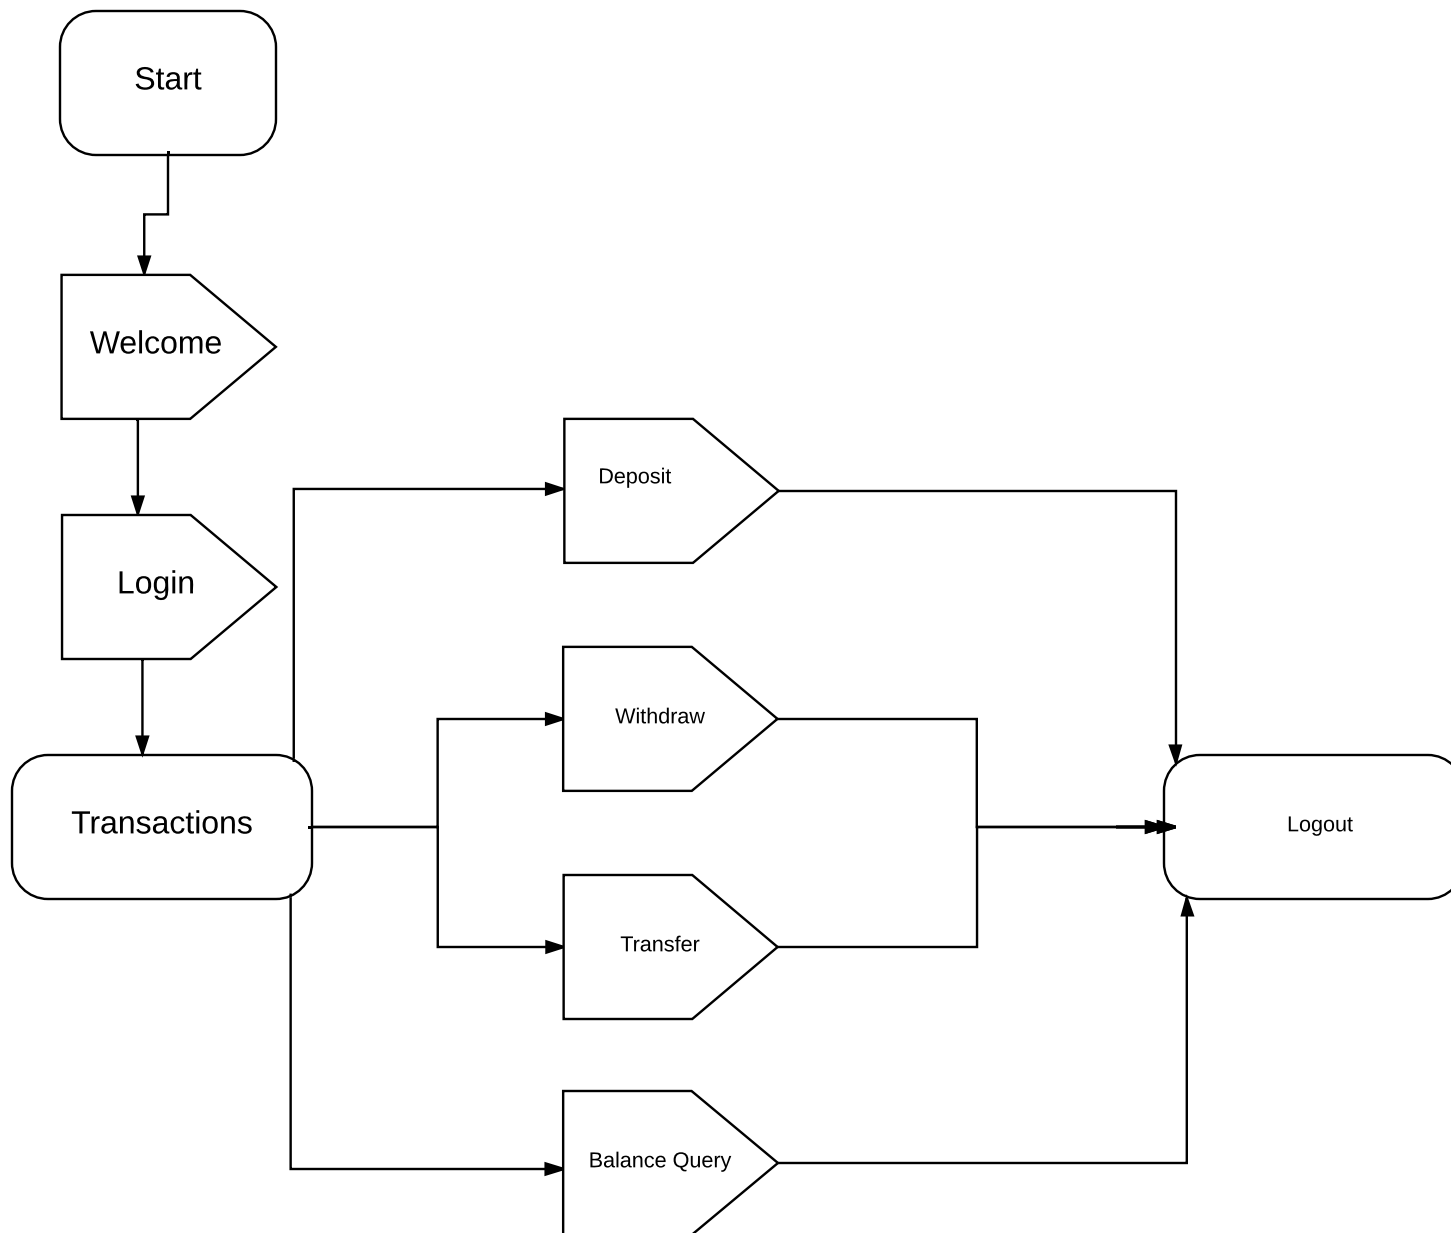 Start
Welcome
Login
Transactions
Deposit
Withdraw
Transfer
Balance Query
Logout